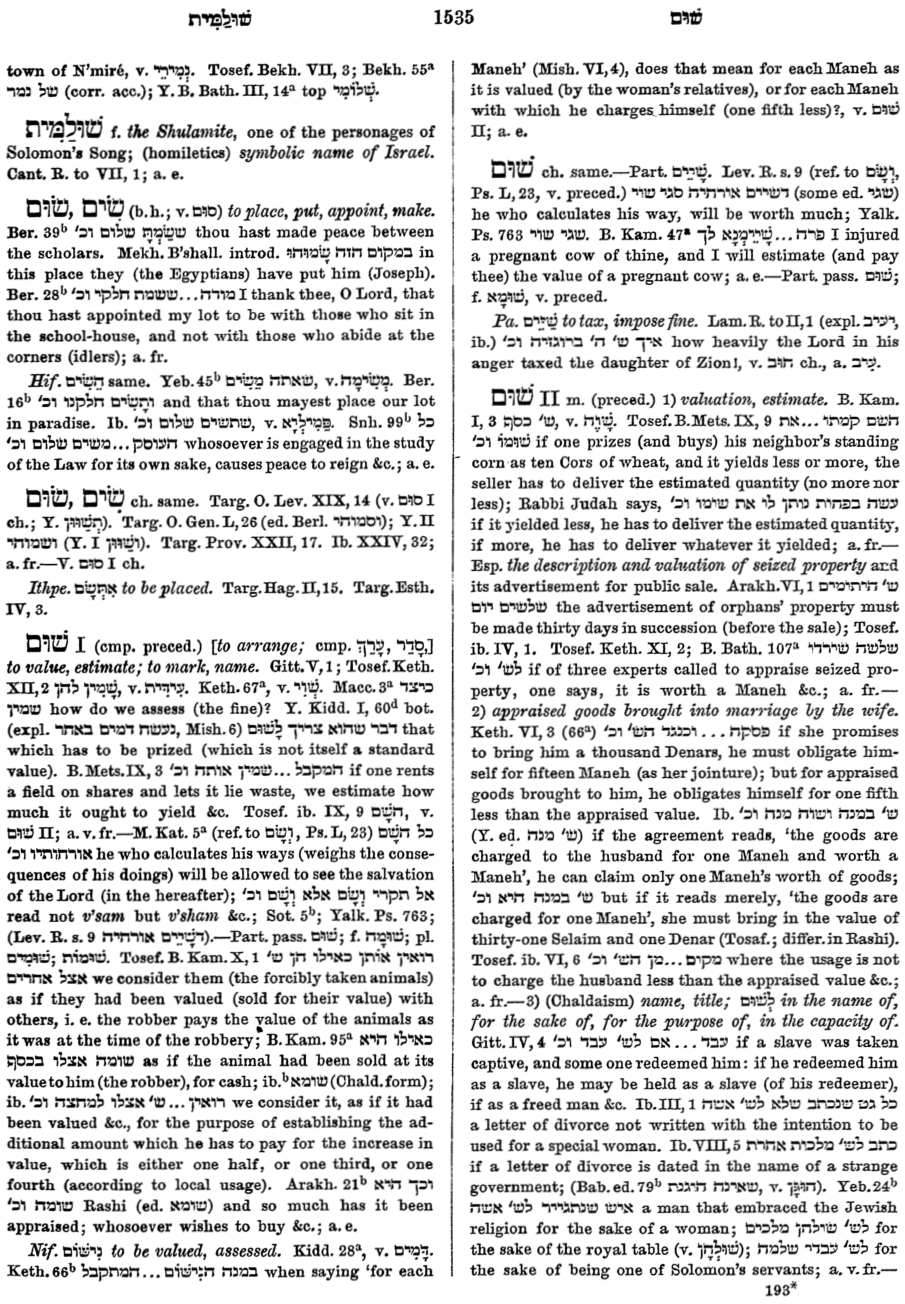 שׁוּלַמִּית
1535
שׁוּם
town of N'miré, v. נְמִירֵי. Tosef. Bekh. VII, 3; Bekh. 55ᵃ
של נמר (corr. acc.); Y. B. Bath. III, 14ᵃ top שְׁלוֹמֵי.
שׁוּלַמִּית f. the Shulamite, one of the personages of
Solomon's Song; (homiletics) symbolic name of Israel.
Cant. R. to VII, 1; a. e.
שׂוּם, שִׂים (b. h.; v. סום) to place, put, appoint, make.
Ber. 39ᵇ ששַׂמְתָּ שלום וכ' thou hast made peace between
the scholars. Mekh. B'shall. introd. במקום הזה שָׂמוּהוּ in
this place they (the Egyptians) have put him (Joseph).
Ber. 28ᵇ מודה...ששמת חלקי וכ' I thank thee, O Lord, that
thou hast appointed my lot to be with those who sit in
the school-house, and not with those who abide at the
corners (idlers); a. fr.
Hif. הֵשִׂים same. Yeb. 45ᵇ שאתה מֵשִׂים, v. מְשִׂימָה. Ber.
16ᵇ וְתָשִׂים חלקנו וכ' and that thou mayest place our lot
in paradise. Ib. שתשים שלום וכ', v. פָּמִילְיָא. Snh. 99ᵇ כל
העוסק...משים שלום וכ' whosoever is engaged in the study
of the Law for its own sake, causes peace to reign &c.; a. e.
שׂוּם, שִׂים ch. same. Targ. O. Lev. XIX, 14 (v. סום I
ch.; Y. תְשַׁוּוּן). Targ. O. Gen. L, 26 (ed. Berl. וסמוהי); Y. II
ושמוהי (Y. I וְשַׁוּוֹן). Targ. Prov. XXII, 17. Ib. XXIV, 32;
a. fr.—V. סום I ch.
Ithpe. אִתְּשָׂם to be placed. Targ. Hag. II, 15. Targ. Esth.
IV, 3.
שׁוּם I (cmp. preced.) [to arrange; cmp. סָדַר, עָרַךְ,]
to value, estimate; to mark, name. Gitt. V, 1; Tosef. Keth.
XII, 2 שָׁמִין להן, v. עִידִּית. Keth. 67ᵃ, v. שָׁוֵי. Macc. 3ᵃ כיצד
שמין how do we assess (the fine)? Y. Kidd. I, 60ᵈ bot.
(expl. נעשה דמים באחר, Mish. 6) דבר שהוא צריך לָשׁוּם that
which has to be prized (which is not itself a standard
value). B. Mets. IX, 3 המקבל...שמין אותה וכ' if one rents
a field on shares and lets it lie waste, we estimate how
much it ought to yield &c. Tosef. ib. IX, 9 הַשָּׁם, v.
שׁוּם II; a. v. fr.—M. Kat. 5ᵃ (ref. to וְשָׂם, Ps. L, 23) כל הַשָּׁם
אורחותיו וכ' he who calculates his ways (weighs the conse-
quences of his doings) will be allowed to see the salvation
of the Lord (in the hereafter); אל תקרי וְשָׂם אלא וְשָׁם וכ'
read not v'sam but v'sham &c.; Sot. 5ᵇ; Yalk. Ps. 763;
(Lev. R. s. 9 דְּשָׁיֵּים אורחיה).—Part. pass. שׁוּם; f. שׁוּמָה; pl.
שׁוּמִים; שׁוּמוֹת. Tosef. B. Kam. X, 1 רואין אותן כאילו הן ש'
אצל אחרים we consider them (the forcibly taken animals)
as if they had been valued (sold for their value) with
others, i. e. the robber pays the value of the animals as
it was at the time of the robbery; B. Kam. 95ᵃ כאילו היא
שומה אצלו בכסף as if the animal had been sold at its
value to him (the robber), for cash; ib.ᵇ שומא (Chald. form);
ib. רואין...ש' אצלו למחצה וכ' we consider it, as if it had
been valued &c., for the purpose of establishing the ad-
ditional amount which he has to pay for the increase in
value, which is either one half, or one third, or one
fourth (according to local usage). Arakh. 21ᵇ וכך היא
שומה וכ' Rashi (ed. שומא) and so much has it been
appraised; whosoever wishes to buy &c.; a. e.
Nif. נִישּׁוֹם to be valued, assessed. Kidd. 28ᵃ, v. דָּמִים.
Keth. 66ᵇ במנה הַנִּישּׁוֹם...המתקבל when saying 'for each
Maneh' (Mish. VI, 4), does that mean for each Maneh as
it is valued (by the woman's relatives), or for each Maneh
with which he charges himself (one fifth less)?, v. שׁוּם
II; a. e.
שׁוּם ch. same.—Part. שָׁיֵּים. Lev. R. s. 9 (ref. to וְשָׂם,
Ps. L, 23, v. preced.) דשיים אורחיה סגי שוי (some ed. שגי)
he who calculates his way, will be worth much; Yalk.
Ps. 763 שגי שוי. B. Kam. 47ᵃ פרה...שָׁיֵּימְנָא לך I injured
a pregnant cow of thine, and I will estimate (and pay
thee) the value of a pregnant cow; a. e.—Part. pass. שׁוּם;
f. שׁוּמָא, v. preced.
Pa. שַׁיֵּים to tax, impose fine. Lam. R. to II, 1 (expl. יעיב,
ib.) איך ש' ה' ברוגזיה וכ' how heavily the Lord in his
anger taxed the daughter of Zion!, v. חוּב ch., a. עֵיב.
שׁוּם II m. (preced.) 1) valuation, estimate. B. Kam.
I, 3 ש' כסף, v. שָׁוֶה. Tosef. B. Mets. IX, 9 השם קמתו...את
שׁוּמוֹ וכ' if one prizes (and buys) his neighbor's standing
corn as ten Cors of wheat, and it yields less or more, the
seller has to deliver the estimated quantity (no more nor
less); Rabbi Judah says, עשה בפחות נותן לו את שומו וכ'
if it yielded less, he has to deliver the estimated quantity,
if more, he has to deliver whatever it yielded; a. fr.—
Esp. the description and valuation of seized property and
its advertisement for public sale. Arakh. VI, 1 ש' היתומים
שלשים יום the advertisement of orphans' property must
be made thirty days in succession (before the sale); Tosef.
ib. IV, 1. Tosef. Keth. XI, 2; B. Bath. 107ᵃ שלשה שירדו
לש' וכ' if of three experts called to appraise seized pro-
perty, one says, it is worth a Maneh &c.; a. fr.—
2) appraised goods brought into marriage by the wife.
Keth. VI, 3 (66ᵃ) פסקה...וכנגד הש' וכ' if she promises
to bring him a thousand Denars, he must obligate him-
self for fifteen Maneh (as her jointure); but for appraised
goods brought to him, he obligates himself for one fifth
less than the appraised value. Ib. ש' במנה ושוה מנה וכ'
(Y. ed. ש' מנה) if the agreement reads, 'the goods are
charged to the husband for one Maneh and worth a
Maneh', he can claim only one Maneh's worth of goods;
ש' במנה היא וכ' but if it reads merely, 'the goods are
charged for one Maneh', she must bring in the value of
thirty-one Selaim and one Denar (Tosaf.; differ. in Rashi).
Tosef. ib. VI, 6 מקום...מן הש' וכ' where the usage is not
to charge the husband less than the appraised value &c.;
a. fr.—3) (Chaldaism) name, title; לְשׁוּם in the name of,
for the sake of, for the purpose of, in the capacity of.
Gitt. IV, 4 עבד...אם לש' עבד וכ' if a slave was taken
captive, and some one redeemed him: if he redeemed him
as a slave, he may be held as a slave (of his redeemer),
if as a freed man &c. Ib. III, 1 כל גט שנכתב שלא לש' אשה
a letter of divorce not written with the intention to be
used for a special woman. Ib. VIII, 5 כתב לש' מלכות אחרת
if a letter of divorce is dated in the name of a strange
government; (Bab. ed. 79ᵇ שאינה הגנת, v. הוֹגֶן). Yeb. 24ᵇ
איש שנתגייר לש' אשה a man that embraced the Jewish
religion for the sake of a woman; לש' שולחן מלכים for
the sake of the royal table (v. שׁוּלְחָן); לש' עבדי שלמה for
the sake of being one of Solomon's servants; a. v. fr.—
193*